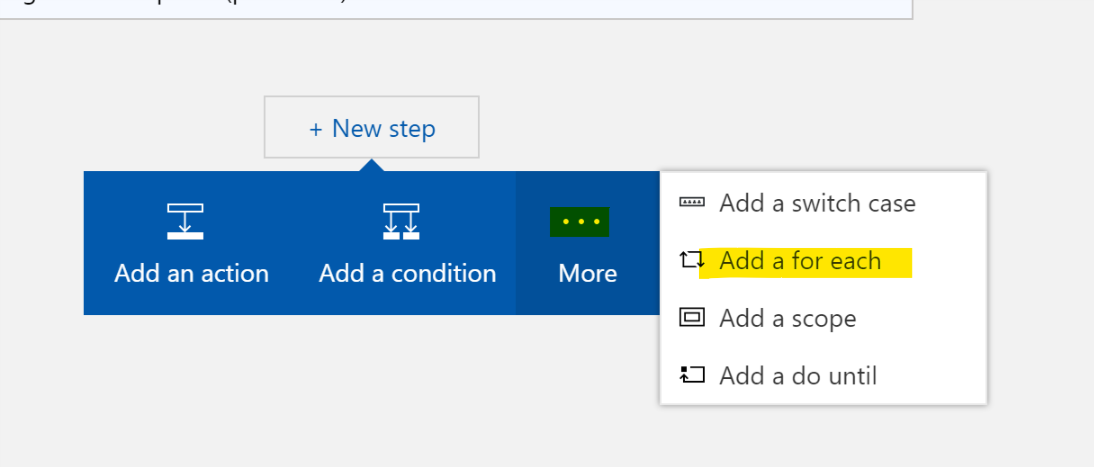 + New step
Add an action
Add a condition
More
Add a switch case
Add a for each
Add a scope
Add a do until